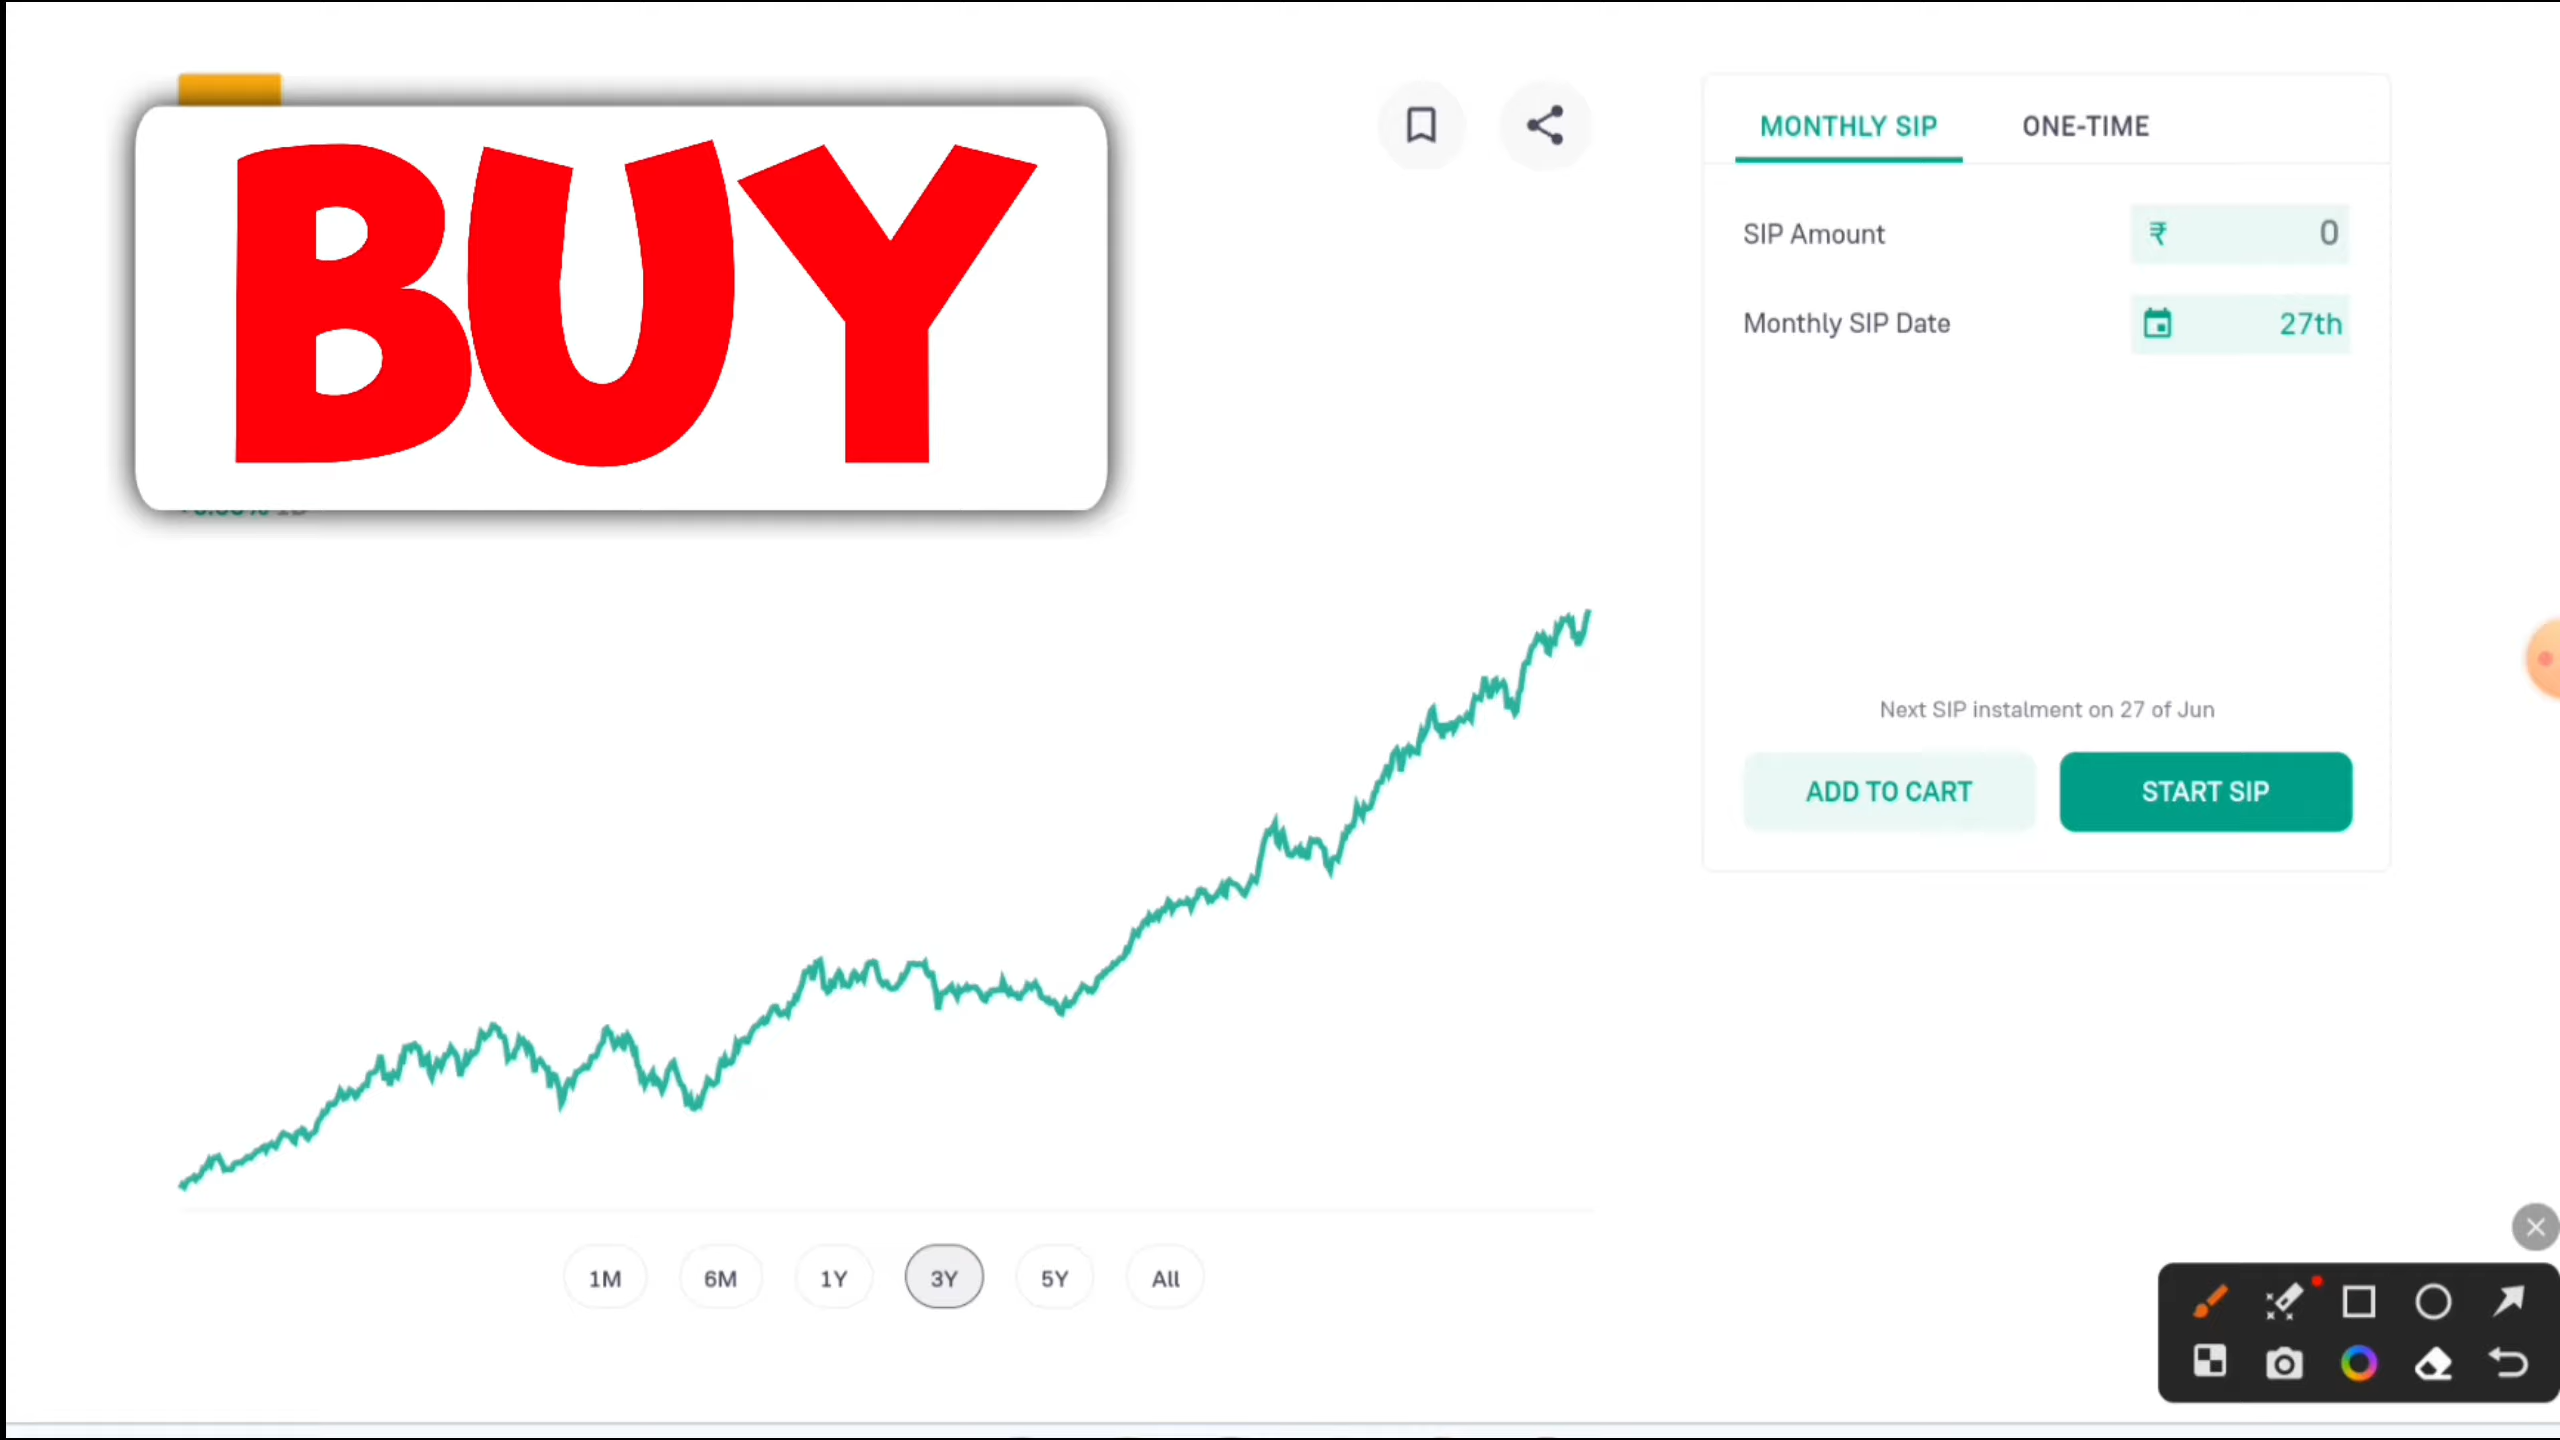 BUY
MONTHLY SIP
ONE-TIME
SIP Amount
₹ 0
Monthly SIP Date
27th
Next SIP instalment on 27 of Jun
ADD TO CART
START SIP
1M
6M
1Y
3Y
5Y
All